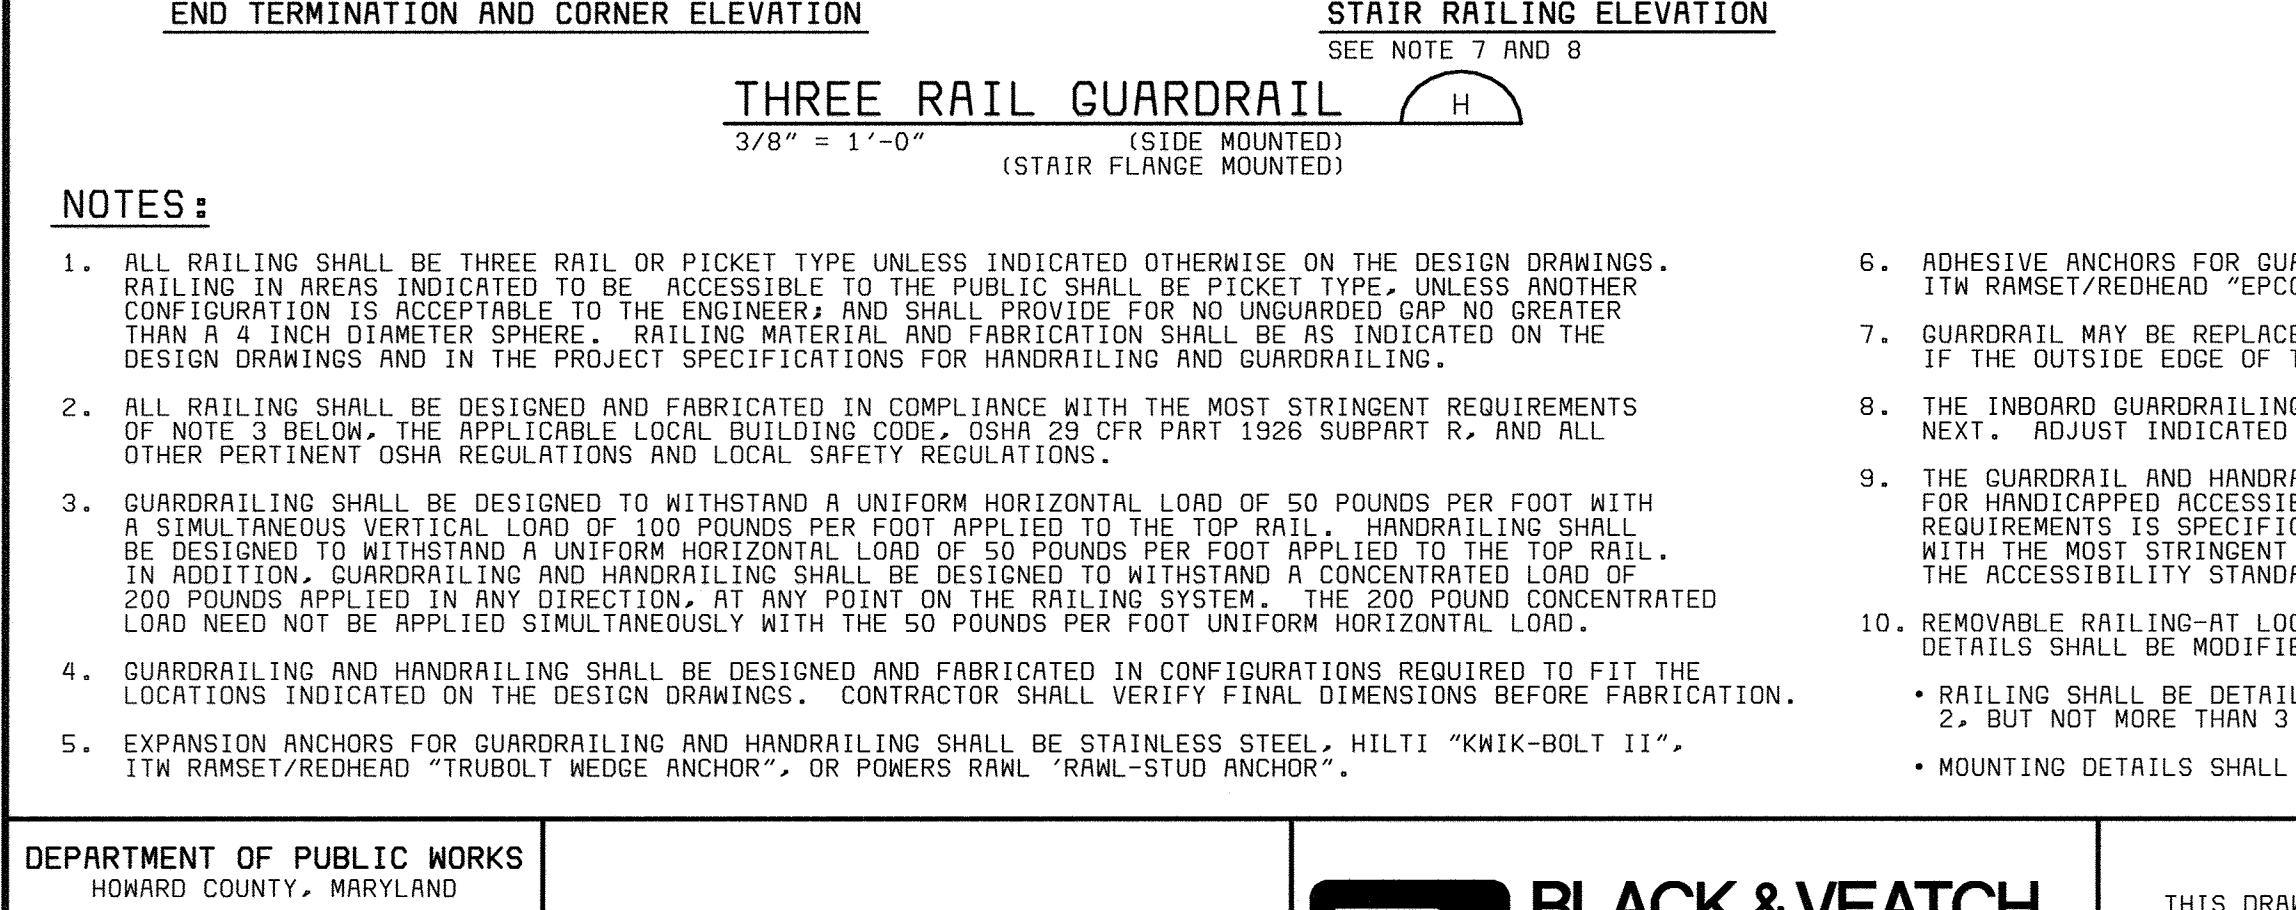 END TERMINATION AND CORNER ELEVATION
STAIR RAILING ELEVATION
SEE NOTE 7 AND 8
THREE RAIL GUARDRAIL
H
3/8" = 1'-0"
(SIDE MOUNTED)
(STAIR FLANGE MOUNTED)
NOTES:
1. ALL RAILING SHALL BE THREE RAIL OR PICKET TYPE UNLESS INDICATED OTHERWISE ON THE DESIGN DRAWINGS.
RAILING IN AREAS INDICATED TO BE ACCESSIBLE TO THE PUBLIC SHALL BE PICKET TYPE, UNLESS ANOTHER
CONFIGURATION IS ACCEPTABLE TO THE ENGINEER; AND SHALL PROVIDE FOR NO UNGUARDED GAP NO GREATER
THAN A 4 INCH DIAMETER SPHERE. RAILING MATERIAL AND FABRICATION SHALL BE AS INDICATED ON THE
DESIGN DRAWINGS AND IN THE PROJECT SPECIFICATIONS FOR HANDRAILING AND GUARDRAILING.
2. ALL RAILING SHALL BE DESIGNED AND FABRICATED IN COMPLIANCE WITH THE MOST STRINGENT REQUIREMENTS
OF NOTE 3 BELOW, THE APPLICABLE LOCAL BUILDING CODE, OSHA 29 CFR PART 1926 SUBPART R, AND ALL
OTHER PERTINENT OSHA REGULATIONS AND LOCAL SAFETY REGULATIONS.
3. GUARDRAILING SHALL BE DESIGNED TO WITHSTAND A UNIFORM HORIZONTAL LOAD OF 50 POUNDS PER FOOT WITH
A SIMULTANEOUS VERTICAL LOAD OF 100 POUNDS PER FOOT APPLIED TO THE TOP RAIL. HANDRAILING SHALL
BE DESIGNED TO WITHSTAND A UNIFORM HORIZONTAL LOAD OF 50 POUNDS PER FOOT APPLIED TO THE TOP RAIL.
IN ADDITION, GUARDRAILING AND HANDRAILING SHALL BE DESIGNED TO WITHSTAND A CONCENTRATED LOAD OF
200 POUNDS APPLIED IN ANY DIRECTION, AT ANY POINT ON THE RAILING SYSTEM. THE 200 POUND CONCENTRATED
LOAD NEED NOT BE APPLIED SIMULTANEOUSLY WITH THE 50 POUNDS PER FOOT UNIFORM HORIZONTAL LOAD.
4. GUARDRAILING AND HANDRAILING SHALL BE DESIGNED AND FABRICATED IN CONFIGURATIONS REQUIRED TO FIT THE
LOCATIONS INDICATED ON THE DESIGN DRAWINGS. CONTRACTOR SHALL VERIFY FINAL DIMENSIONS BEFORE FABRICATION.
5. EXPANSION ANCHORS FOR GUARDRAILING AND HANDRAILING SHALL BE STAINLESS STEEL, HILTI "KWIK-BOLT II",
ITW RAMSET/REDHEAD "TRUBOLT WEDGE ANCHOR", OR POWERS RAWL 'RAWL-STUD ANCHOR".
6. ADHESIVE ANCHORS FOR GUA
ITW RAMSET/REDHEAD "EPCO
7. GUARDRAIL MAY BE REPLACE
IF THE OUTSIDE EDGE OF T
8. THE INBOARD GUARDRAILING
NEXT. ADJUST INDICATED
9. THE GUARDRAIL AND HANDRA
FOR HANDICAPPED ACCESSIB
REQUIREMENTS IS SPECIFIC
WITH THE MOST STRINGENT
THE ACCESSIBILITY STANDA
10. REMOVABLE RAILING-AT LOC
DETAILS SHALL BE MODIFIE
• RAILING SHALL BE DETAIL
2, BUT NOT MORE THAN 3
• MOUNTING DETAILS SHALL
DEPARTMENT OF PUBLIC WORKS
HOWARD COUNTY, MARYLAND
BLACK & VEATCH
THIS DRAW